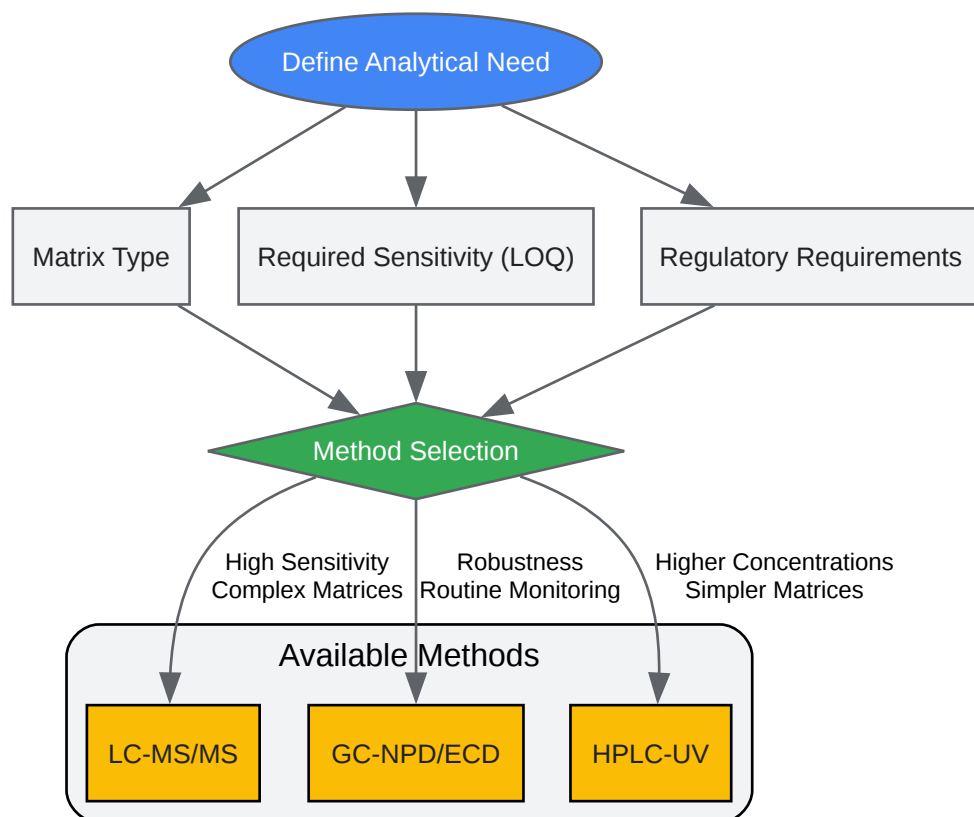 Define Analytical Need
Matrix Type
Required Sensitivity (LOQ)
Regulatory Requirements
Method Selection
High Sensitivity
Complex Matrices
Robustness
Routine Monitoring
Higher Concentrations
Simpler Matrices
Available Methods
LC-MS/MS
GC-NPD/ECD
HPLC-UV